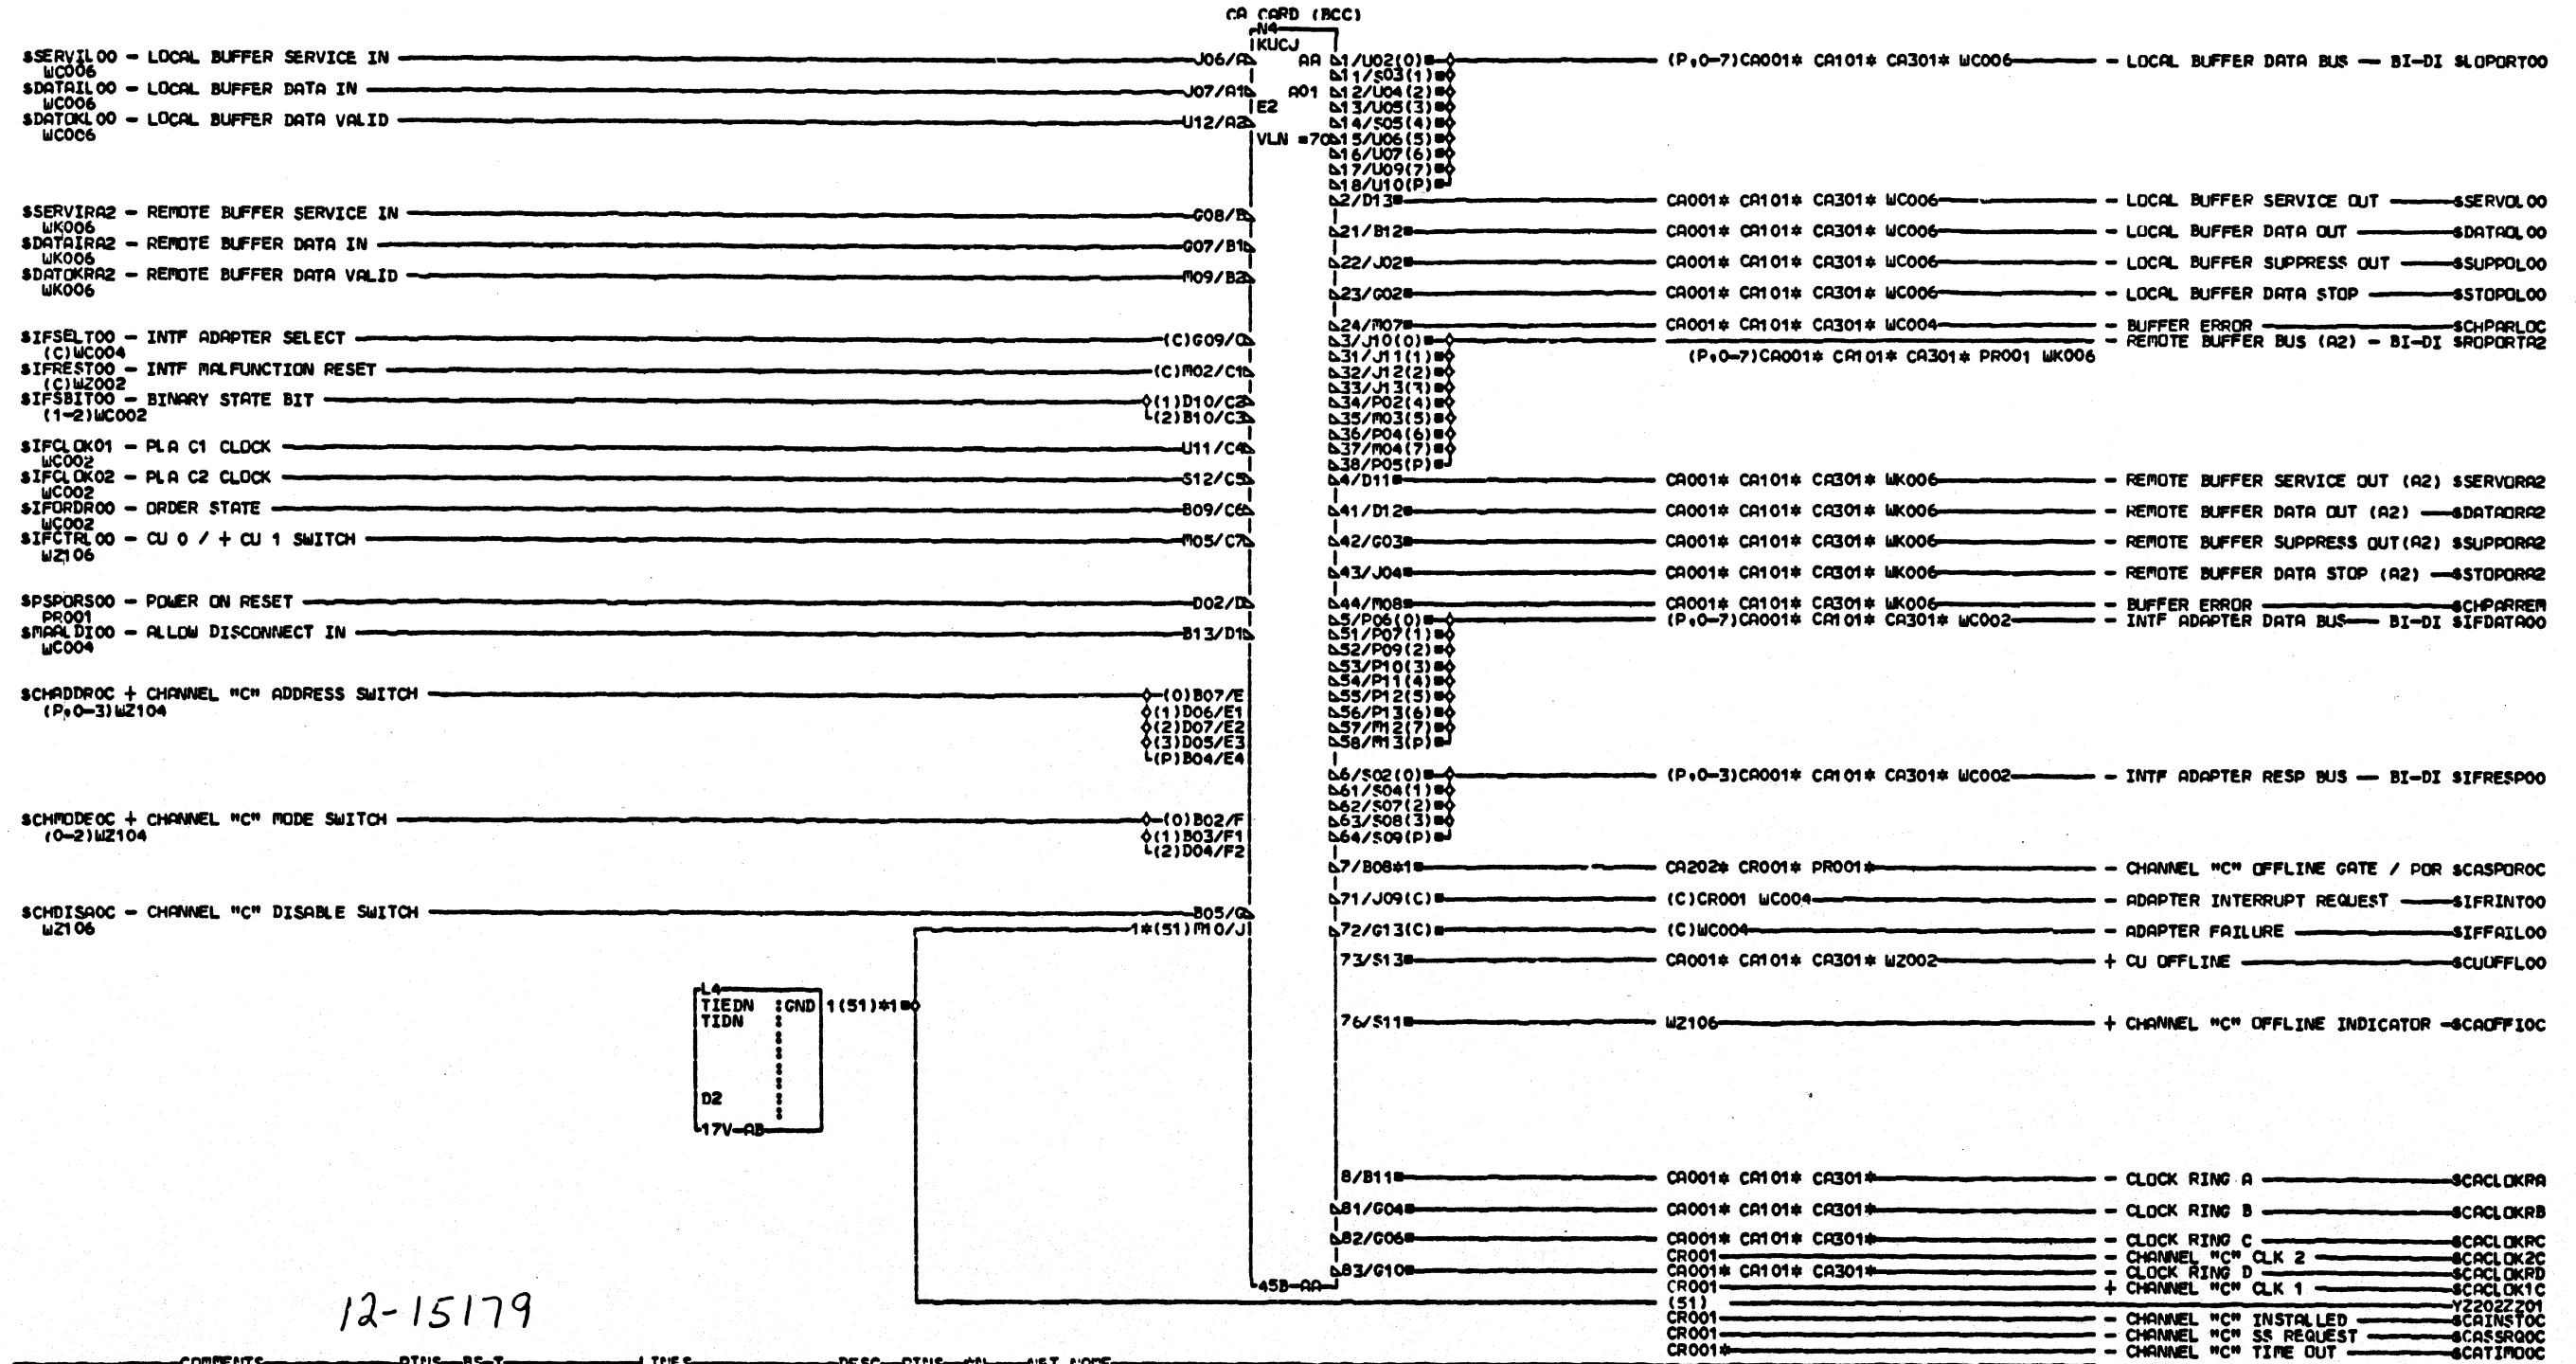 CA CARD (BCC)
N4
KUCJ
AA
A01
E2
VLN =70
$SERVIL00 - LOCAL BUFFER SERVICE IN J06/A
WC006
$DATAIL00 - LOCAL BUFFER DATA IN J07/A1
WC006
$DATOKL00 - LOCAL BUFFER DATA VALID U12/A2
WC006
$SERVIRA2 - REMOTE BUFFER SERVICE IN G08/B
WK006
$DATAIRA2 - REMOTE BUFFER DATA IN G07/B1
WK006
$DATOKRA2 - REMOTE BUFFER DATA VALID M09/B2
WK006
$IFSELT00 - INTF ADAPTER SELECT (C)G09/C
(C)WC004
$IFREST00 - INTF MALFUNCTION RESET (C)M02/C1
(C)WZ002
$IFSBIT00 - BINARY STATE BIT (1)D10/C2
(1-2)WC002 (2)B10/C3
$IFCLOK01 - PLA C1 CLOCK U11/C4
WC002
$IFCLOK02 - PLA C2 CLOCK S12/C5
WC002
$IFORDR00 - ORDER STATE B09/C6
WC002
$IFCTRL00 - CU 0 / + CU 1 SWITCH M05/C7
WZ106
$PSPORS00 - POWER ON RESET D02/D
PR001
$MAALDI00 - ALLOW DISCONNECT IN B13/D1
WC004
$CHADDR0C + CHANNEL "C" ADDRESS SWITCH (0)B07/E
(P,0-3)WZ104 (1)D06/E1
(2)D07/E2
(3)D05/E3
(P)B04/E4
$CHMODE0C + CHANNEL "C" MODE SWITCH (0)B02/F
(0-2)WZ104 (1)B03/F1
(2)D04/F2
$CHDISA0C - CHANNEL "C" DISABLE SWITCH B05/G
WZ106
1*(51)M10/J
L4
TIEDN GND 1(51)*1
TIDN
D2
17V-AB
1/U02(0) (P,0-7)CA001* CA101* CA301* WC006 - LOCAL BUFFER DATA BUS - BI-DI $LOPORT00
11/S03(1)
12/U04(2)
13/U05(3)
14/S05(4)
15/U06(5)
16/U07(6)
17/U09(7)
18/U10(P)
2/D13 CA001* CA101* CA301* WC006 - LOCAL BUFFER SERVICE OUT $SERVOL00
21/B12 CA001* CA101* CA301* WC006 - LOCAL BUFFER DATA OUT $DATAOL00
22/J02 CA001* CA101* CA301* WC006 - LOCAL BUFFER SUPPRESS OUT $SUPPOL00
23/G02 CA001* CA101* CA301* WC006 - LOCAL BUFFER DATA STOP $STOPOL00
24/M07 CA001* CA101* CA301* WC004 - BUFFER ERROR $CHPARLOC
3/J10(0) - REMOTE BUFFER BUS (A2) - BI-DI $ROPORTA2
31/J11(1) (P,0-7)CA001* CA101* CA301* PR001 WK006
32/J12(2)
33/J13(3)
34/P02(4)
35/M03(5)
36/P04(6)
37/M04(7)
38/P05(P)
4/D11 CA001* CA101* CA301* WK006 - REMOTE BUFFER SERVICE OUT (A2) $SERVORA2
41/D12 CA001* CA101* CA301* WK006 - REMOTE BUFFER DATA OUT (A2) $DATAORA2
42/G03 CA001* CA101* CA301* WK006 - REMOTE BUFFER SUPPRESS OUT(A2) $SUPPORA2
43/J04 CA001* CA101* CA301* WK006 - REMOTE BUFFER DATA STOP (A2) $STOPORA2
44/M08 CA001* CA101* CA301* WK006 - BUFFER ERROR $CHPARREM
5/P06(0) (P,0-7)CA001* CA101* CA301* WC002 - INTF ADAPTER DATA BUS - BI-DI $IFDATA00
51/P07(1)
52/P09(2)
53/P10(3)
54/P11(4)
55/P12(5)
56/P13(6)
57/M12(7)
58/M13(P)
6/S02(0) (P,0-3)CA001* CA101* CA301* WC002 - INTF ADAPTER RESP BUS - BI-DI $IFRESP00
61/S04(1)
62/S07(2)
63/S08(3)
64/S09(P)
7/B08*1 CA202* CR001* PR001* - CHANNEL "C" OFFLINE GATE / POR $CASPOR0C
71/J09(C) (C)CR001 WC004 - ADAPTER INTERRUPT REQUEST $IFRINT00
72/G13(C) (C)WC004 - ADAPTER FAILURE $IFFAIL00
73/S13 CA001* CA101* CA301* WZ002 + CU OFFLINE $CUOFFL00
76/S11 WZ106 + CHANNEL "C" OFFLINE INDICATOR $CAOFFI0C
8/B11 CA001* CA101* CA301* - CLOCK RING A $CACLOKRA
81/G04 CA001* CA101* CA301* - CLOCK RING B $CACLOKRB
82/G06 CA001* CA101* CA301* - CLOCK RING C $CACLOKRC
CR001 - CHANNEL "C" CLK 2 $CACLOK2C
83/G10 CA001* CA101* CA301* - CLOCK RING D $CACLOKRD
CR001 + CHANNEL "C" CLK 1 $CACLOK1C
(51) YZ202ZZ01
CR001 - CHANNEL "C" INSTALLED $CAINST0C
CR001 - CHANNEL "C" SS REQUEST $CASSRQ0C
CR001* - CHANNEL "C" TIME OUT $CATIMO0C
45B-AA
12-15179
COMMENTS PINS LINES DESC PINS NET NAME